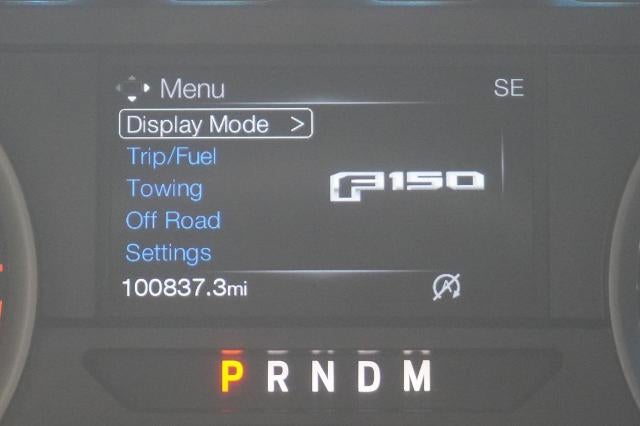 Menu SE
Display Mode >
Trip/Fuel
Towing
F150
Off Road
Settings
100837.3mi
P R N D M